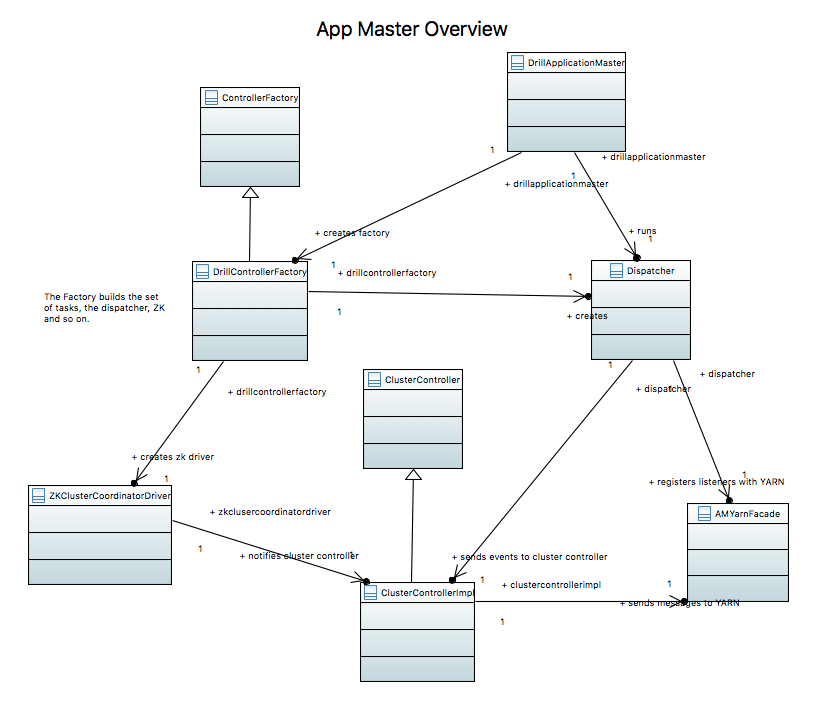 App Master Overview
DrillApplicationMaster
ControllerFactory
1
+ drillapplicationmaster
1
+ drillapplicationmaster
+ creates factory
+ runs
1
DrillControllerFactory
1
+ drillcontrollerfactory
1
Dispatcher
The Factory builds the set
of tasks, the dispatcher, ZK
and so on.
1
+ creates
1
1
+ dispatcher
ClusterController
+ drillcontrollerfactory
+ dispatcher
1
+ creates zk driver
1
1
+ registers listeners with YARN
ZKClusterCoordinatorDriver
+ zkclusercoordinatordriver
AMYarnFacade
1
+ notifies cluster controller
1
+ sends events to cluster controller
ClusterControllerImpl
1
+ clustercontrollerimpl
1
+ sends messages to YARN
1